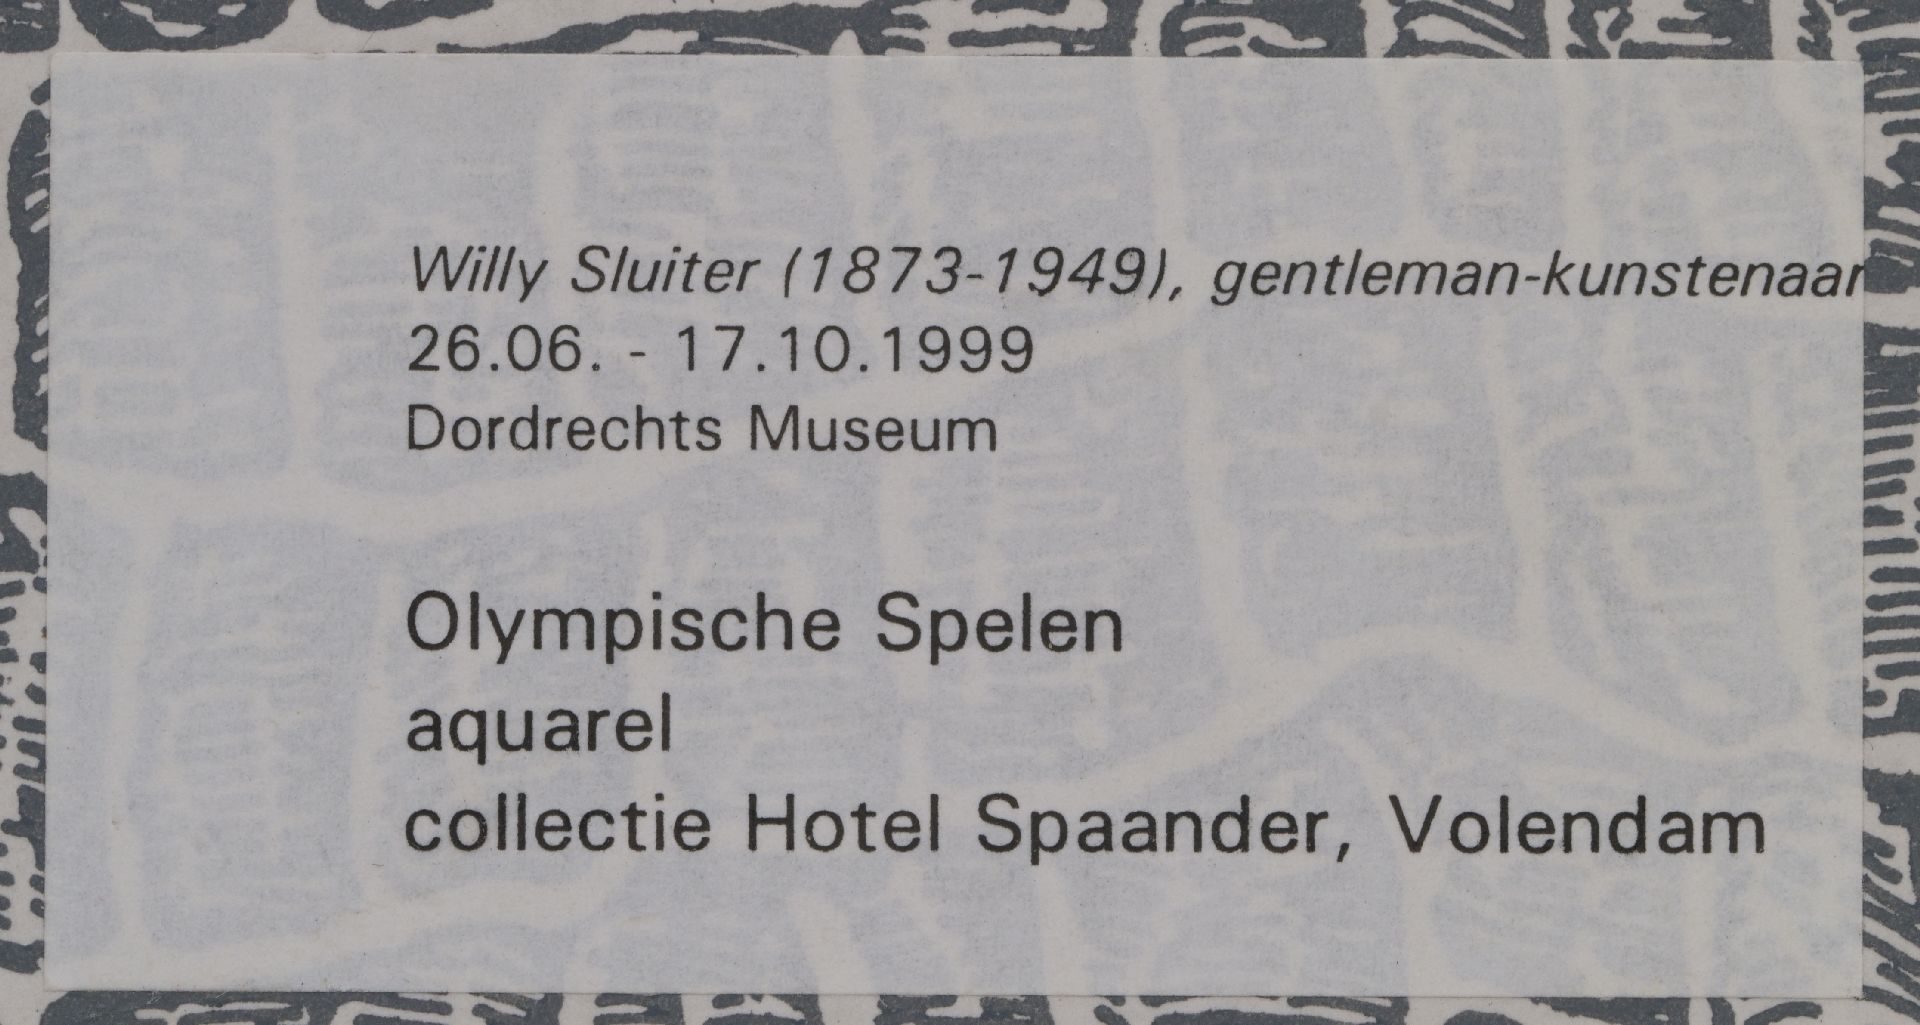 Willy Sluiter (1873-1949), gentleman-kunstenaar
26.06. - 17.10.1999
Dordrechts Museum
Olympische Spelen
aquarel
collectie Hotel Spaander, Volendam